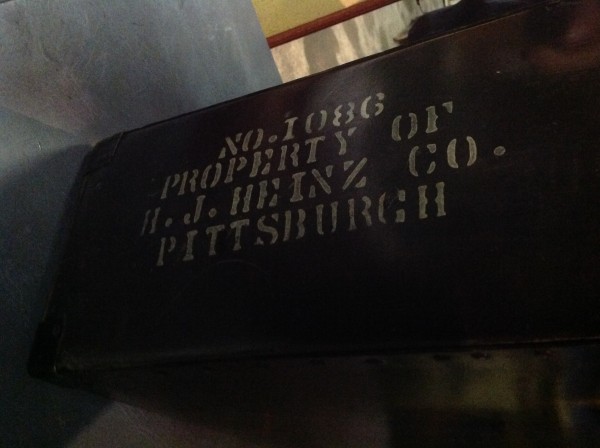 NO.1086
PROPERTY OF
H.J. HEINZ CO.
PITTSBURGH